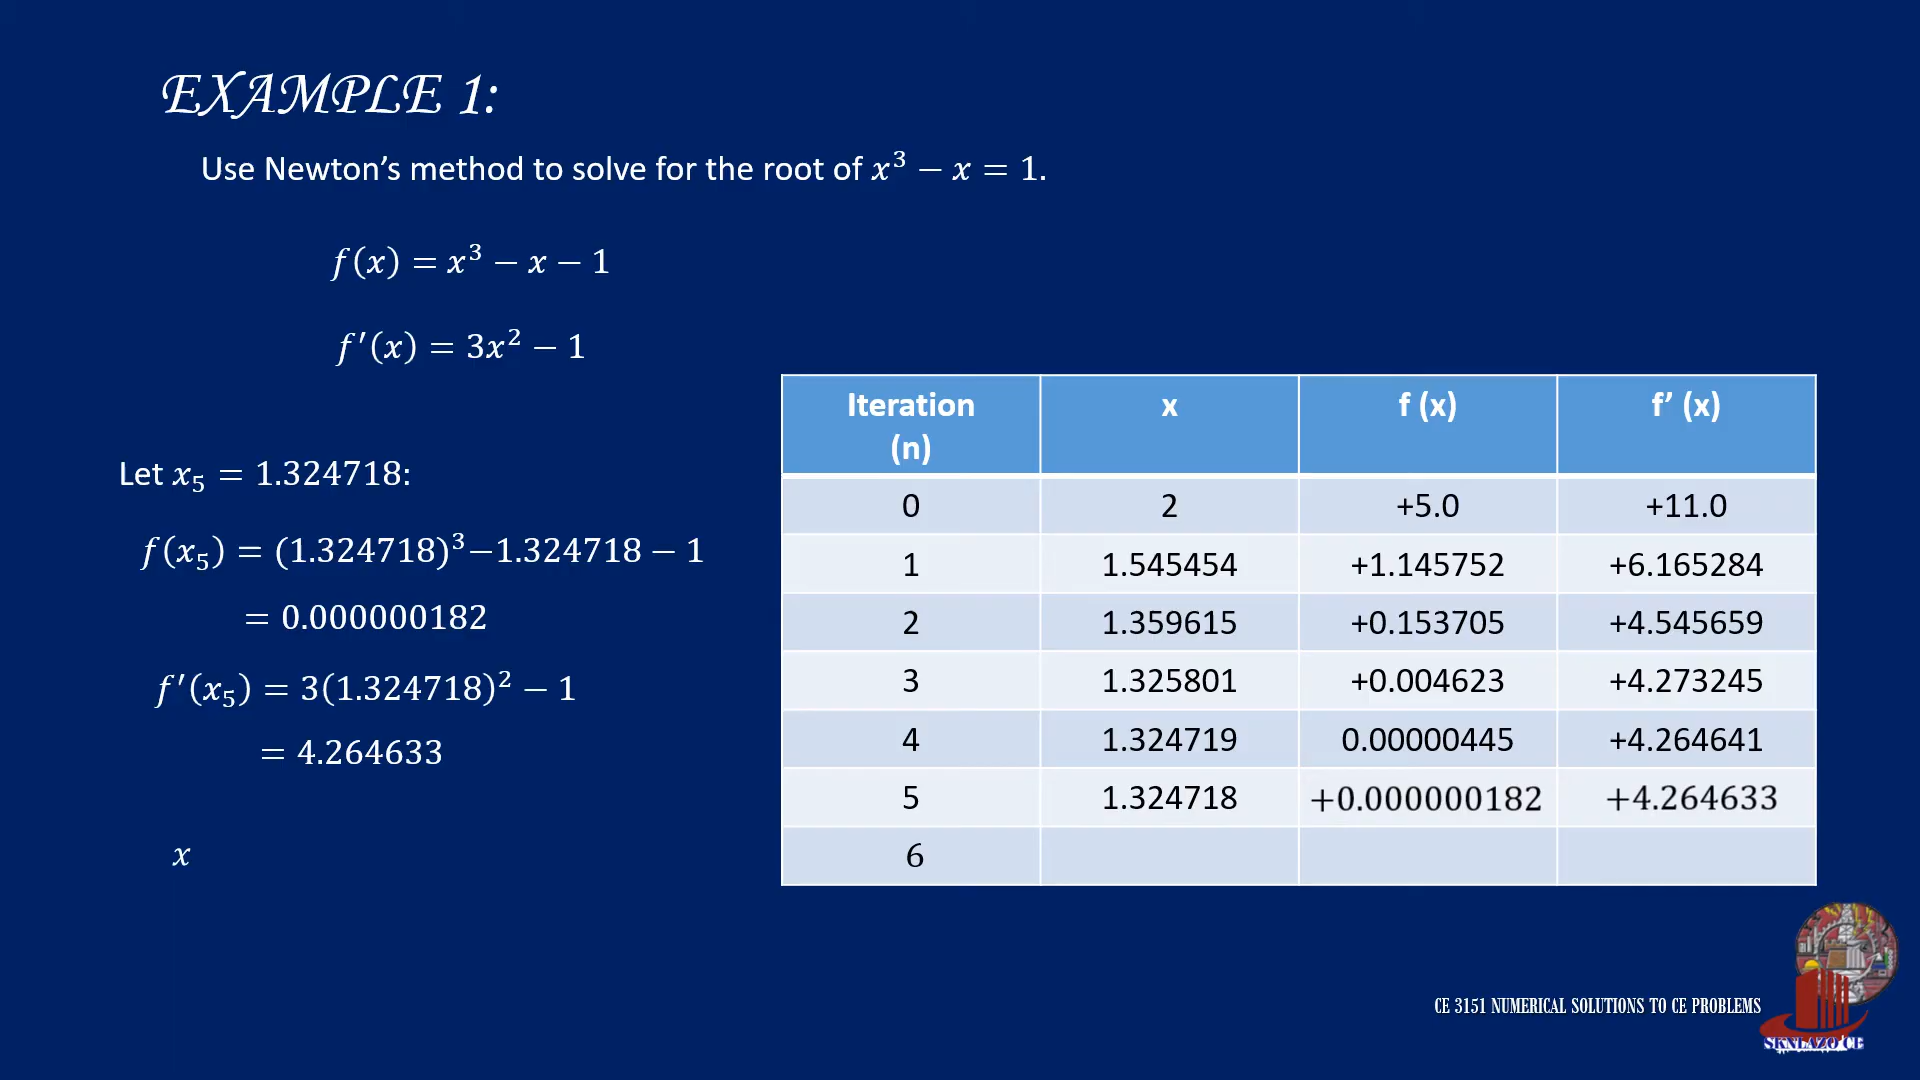 EXAMPLE 1:
Use Newton’s method to solve for the root of x³ − x = 1.
f(x) = x³ − x − 1
f′(x) = 3x² − 1
Let x₅ = 1.324718:
f(x₅) = (1.324718)³−1.324718 − 1
= 0.000000182
f′(x₅) = 3(1.324718)² − 1
= 4.264633
x
Iteration (n) x f (x) f’ (x)
0 2 +5.0 +11.0
1 1.545454 +1.145752 +6.165284
2 1.359615 +0.153705 +4.545659
3 1.325801 +0.004623 +4.273245
4 1.324719 0.00000445 +4.264641
5 1.324718 +0.000000182 +4.264633
6
CE 3151 NUMERICAL SOLUTIONS TO CE PROBLEMS
SKNLAZO CE